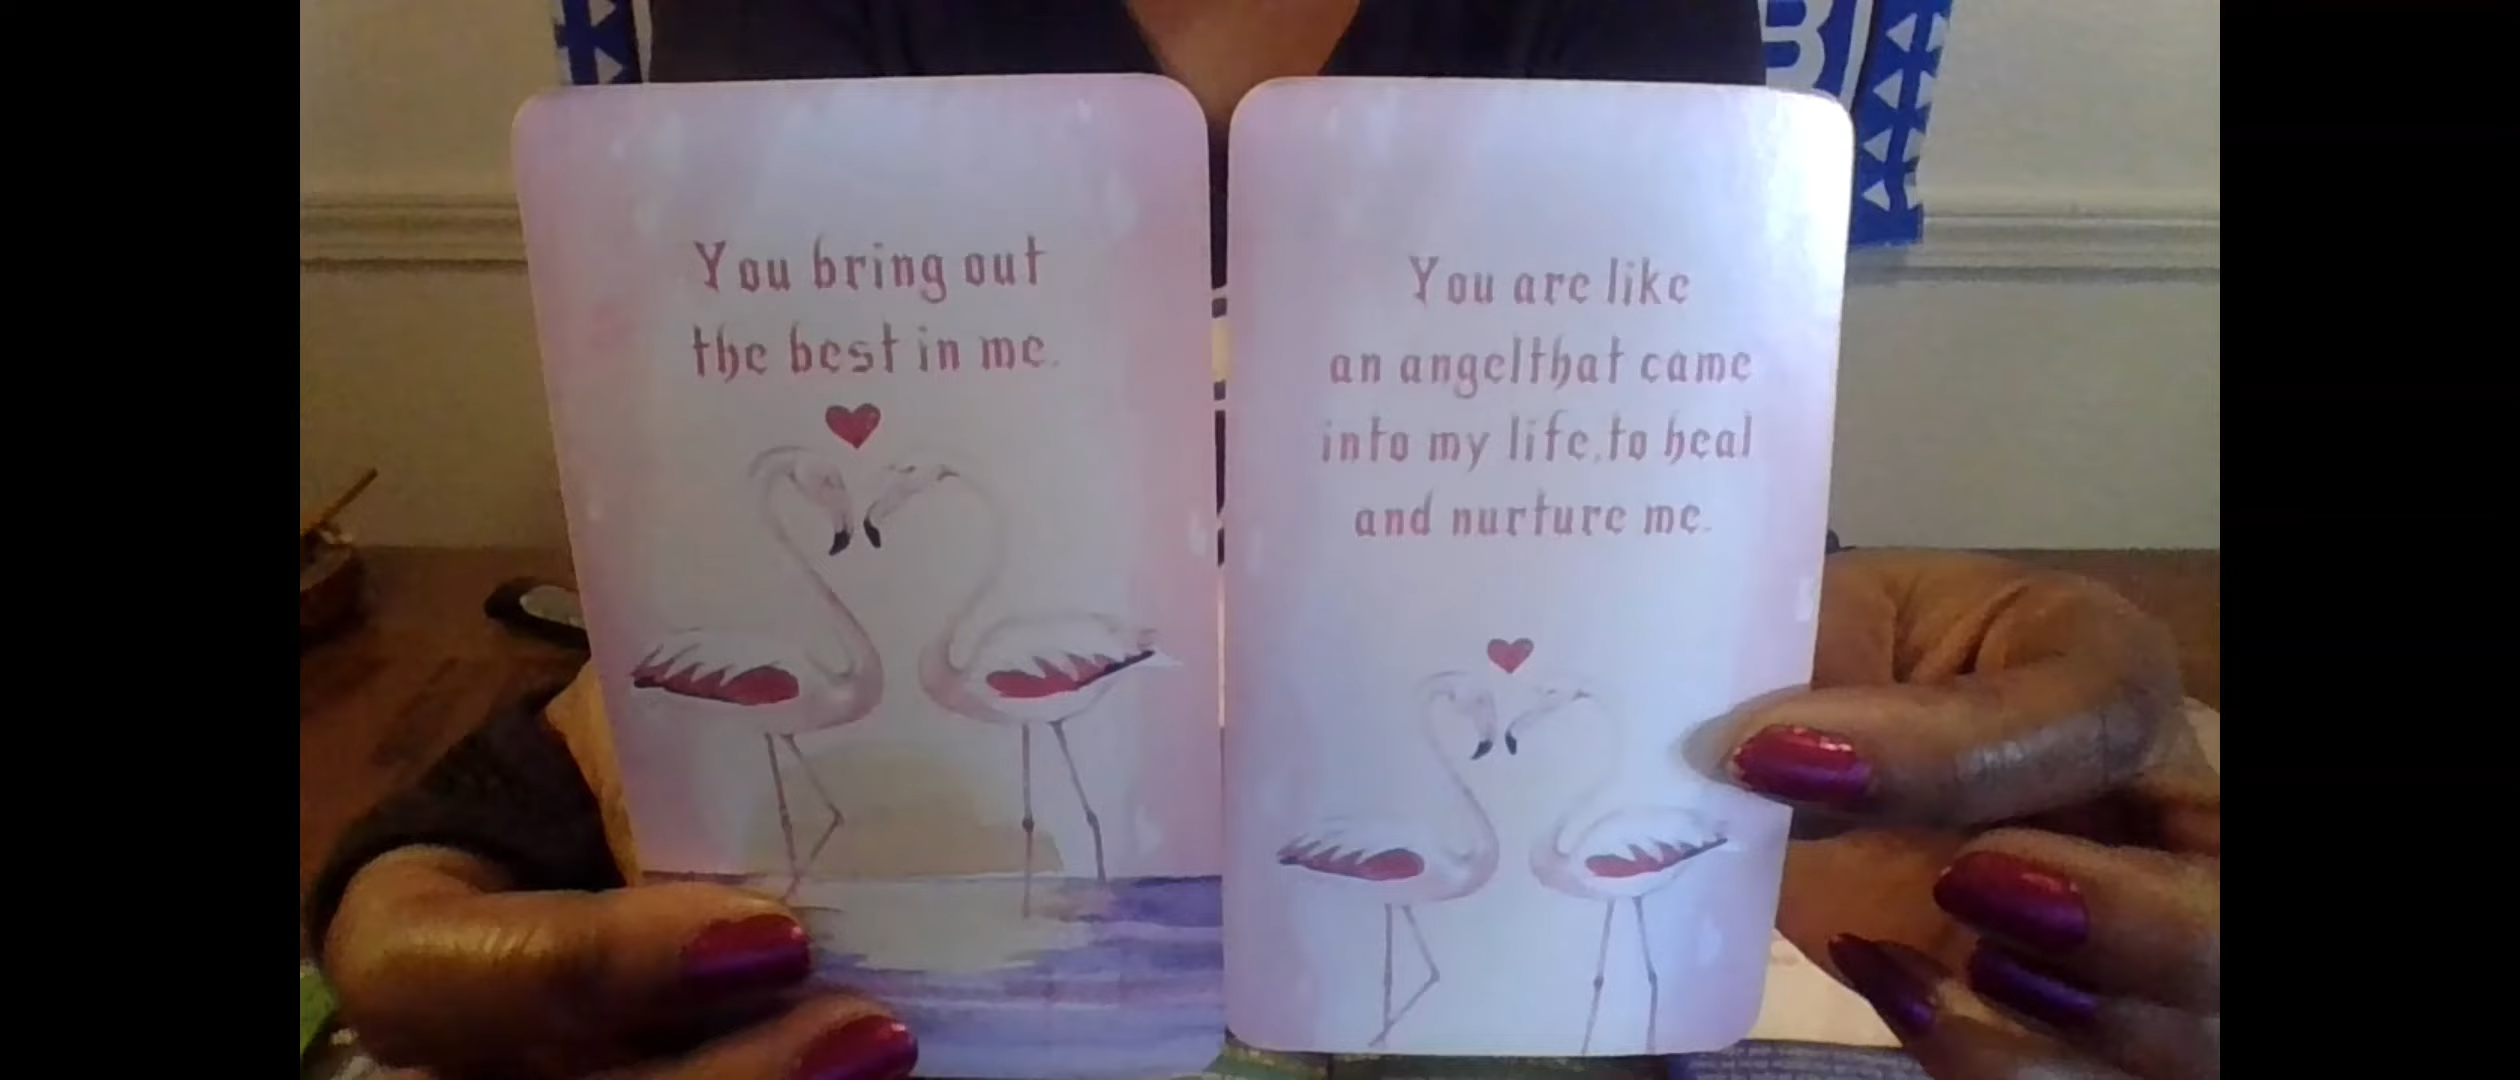 You bring out
the best in me.
You are like
an angelthat came
into my life,to heal
and nurture me.
B